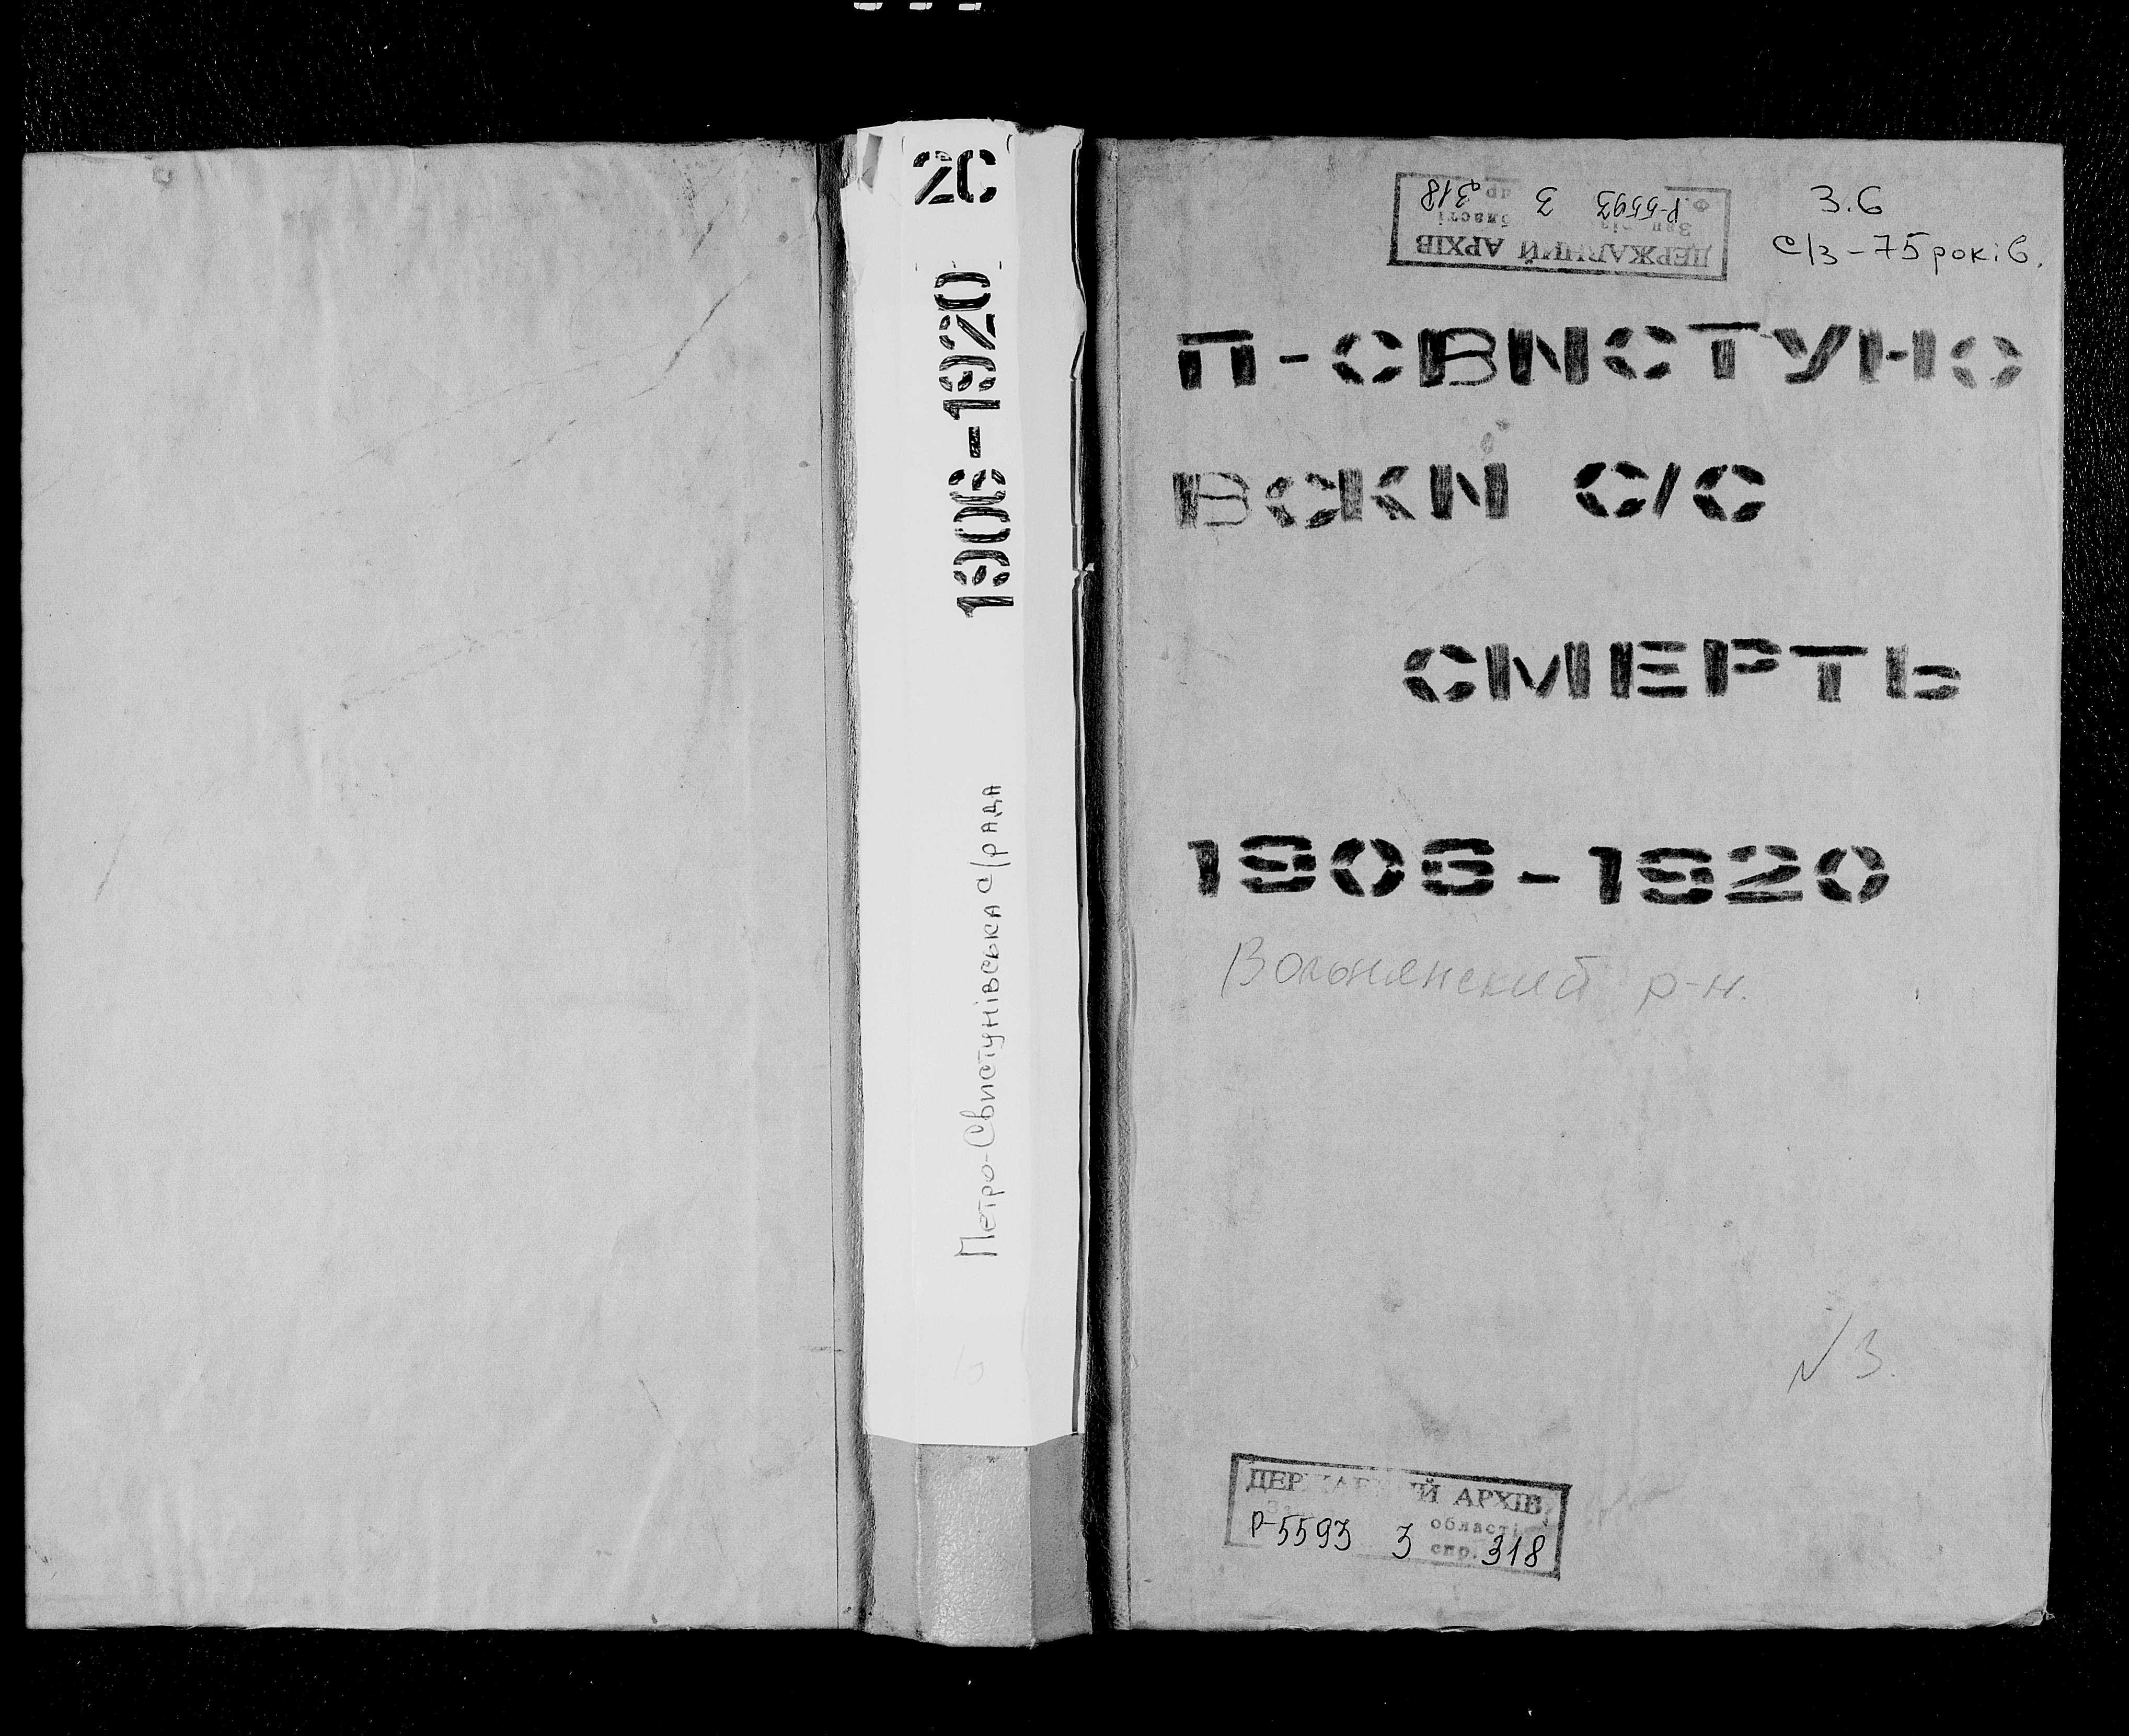 2С
1906-1920
Петро-Свистунівська с/рада
ДЕРЖАВНИЙ АРХІВ
області
Р-5593 3 318
З.6
С/З-75 років.
П-СВИСТУНО
ВСКИ С/С
СМЕРТЬ
1906-1920
Вольнянский р-н.
N 3.
ДЕРЖАВНИЙ АРХІВ
області
Р-5593 3 спр. 318